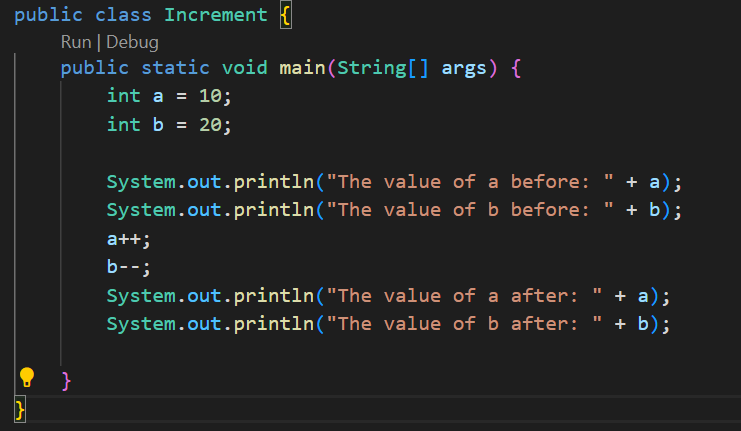 public class Increment {
Run | Debug
public static void main(String[] args) {
int a = 10;
int b = 20;
System.out.println("The value of a before: " + a);
System.out.println("The value of b before: " + b);
a++;
b--;
System.out.println("The value of a after: " + a);
System.out.println("The value of b after: " + b);
}
}